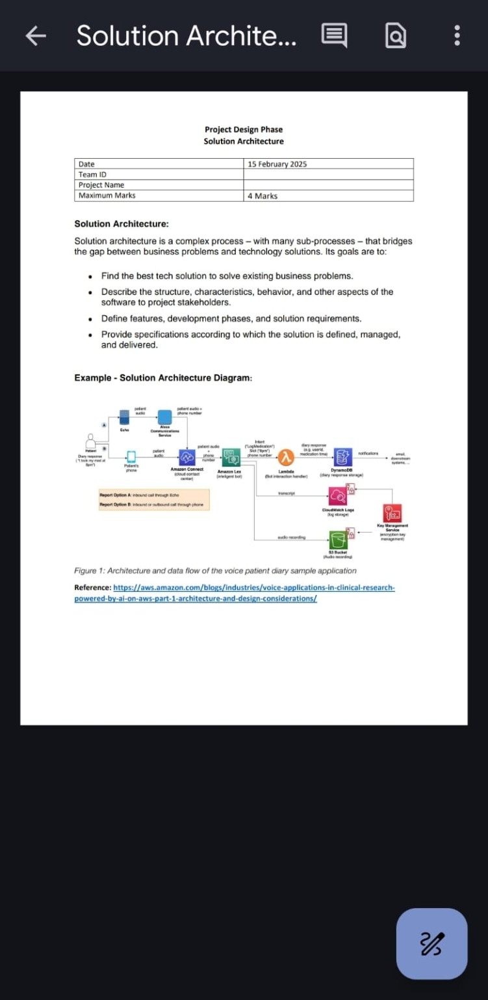 Solution Archite...
Project Design Phase
Solution Architecture
Date 15 February 2025
Team ID
Project Name
Maximum Marks 4 Marks
Solution Architecture:
Solution architecture is a complex process – with many sub-processes – that bridges
the gap between business problems and technology solutions. Its goals are to:
• Find the best tech solution to solve existing business problems.
• Describe the structure, characteristics, behavior, and other aspects of the
software to project stakeholders.
• Define features, development phases, and solution requirements.
• Provide specifications according to which the solution is defined, managed,
and delivered.
Example - Solution Architecture Diagram:
patient
audio
patient audio +
phone number
A
Echo
Alexa
Communications
Service
Patient
B
Diary response
("I took my med at
8pm")
Patient's
phone
patient
audio
Amazon Connect
(cloud contact
center)
patient audio
+
phone
number
Amazon Lex
(intelligent bot)
Intent
("LogMedication")
Slot ("8pm")
phone number
Lambda
(Bot interaction handler)
diary response
(e.g. userid,
medication time)
DynamoDB
(diary response storage)
notifications
email,
downstream
systems, ...
Report Option A: inbound call through Echo
Report Option B: inbound or outbound call through phone
transcript
CloudWatch Logs
(log storage)
Key Management
Service
(encryption key
management)
audio recording
S3 Bucket
(Audio recording)
Figure 1: Architecture and data flow of the voice patient diary sample application
Reference: https://aws.amazon.com/blogs/industries/voice-applications-in-clinical-research-
powered-by-ai-on-aws-part-1-architecture-and-design-considerations/